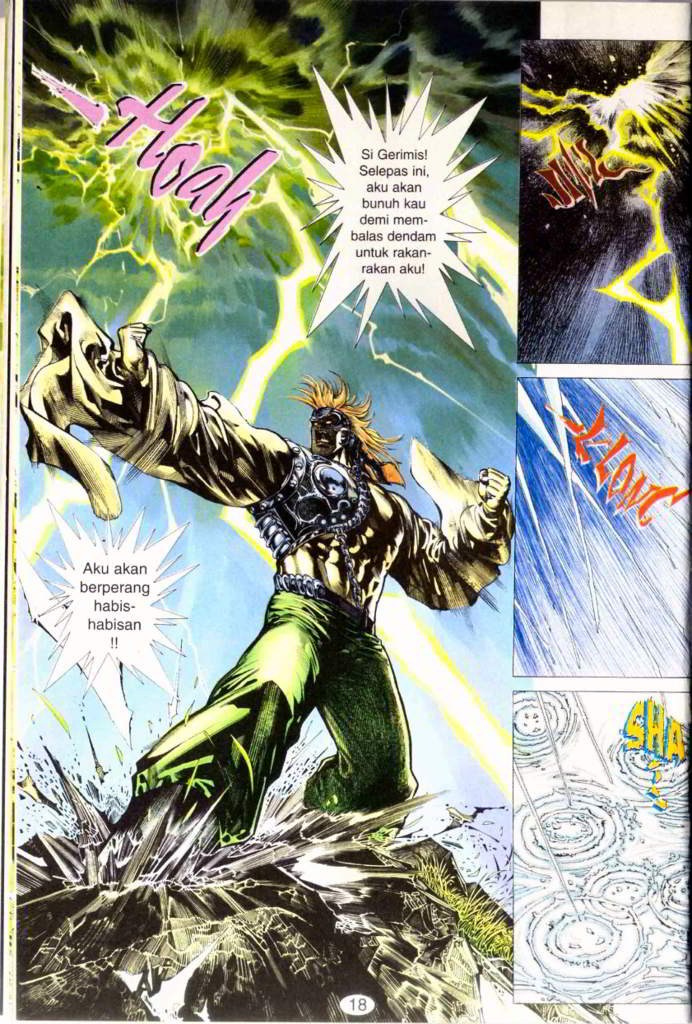 Hoah
Si Gerimis!
Selepas ini,
aku akan
bunuh kau
demi mem-
balas dendam
untuk rakan-
rakan aku!
Aku akan
berperang
habis-
habisan
!!
KLONG
SHA
18